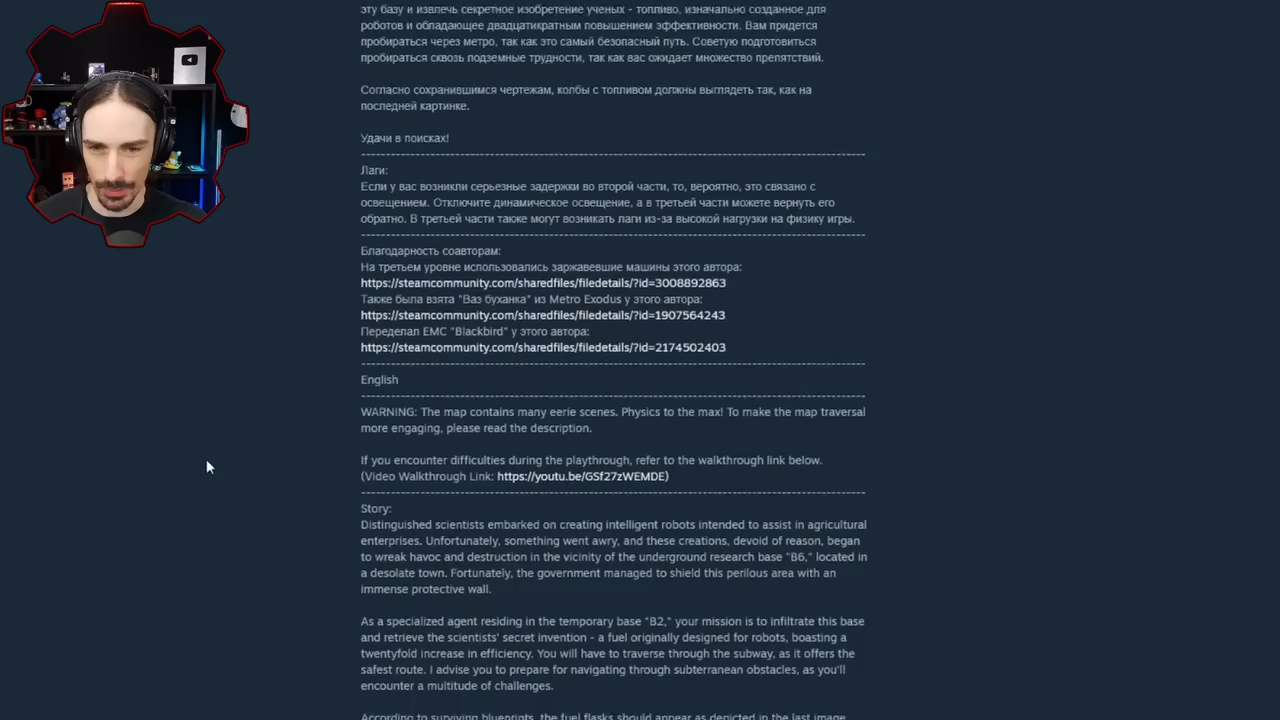 эту базу и извлечь секретное изобретение ученых - топливо, изначально созданное для
роботов и обладающее двадцатикратным повышением эффективности. Вам придется
пробираться через метро, так как это самый безопасный путь. Советую подготовиться
пробираться сквозь подземные трудности, так как вас ожидает множество препятствий.
Согласно сохранившимся чертежам, колбы с топливом должны выглядеть так, как на
последней картинке.
Удачи в поисках!
Лаги:
Если у вас возникли серьезные задержки во второй части, то, вероятно, это связано с
освещением. Отключите динамическое освещение, а в третьей части можете вернуть его
обратно. В третьей части также могут возникать лаги из-за высокой нагрузки на физику игры.
Благодарность соавторам:
На третьем уровне использовались заржавевшие машины этого автора:
https://steamcommunity.com/sharedfiles/filedetails/?id=3008892863
Также была взята "Ваз буханка" из Metro Exodus у этого автора:
https://steamcommunity.com/sharedfiles/filedetails/?id=1907564243
Переделал EMC "Blackbird" у этого автора:
https://steamcommunity.com/sharedfiles/filedetails/?id=2174502403
English
WARNING: The map contains many eerie scenes. Physics to the max! To make the map traversal
more engaging, please read the description.
If you encounter difficulties during the playthrough, refer to the walkthrough link below.
(Video Walkthrough Link: https://youtu.be/GSf27zWEMDE)
Story:
Distinguished scientists embarked on creating intelligent robots intended to assist in agricultural
enterprises. Unfortunately, something went awry, and these creations, devoid of reason, began
to wreak havoc and destruction in the vicinity of the underground research base "B6," located in
a desolate town. Fortunately, the government managed to shield this perilous area with an
immense protective wall.
As a specialized agent residing in the temporary base "B2," your mission is to infiltrate this base
and retrieve the scientists' secret invention - a fuel originally designed for robots, boasting a
twentyfold increase in efficiency. You will have to traverse through the subway, as it offers the
safest route. I advise you to prepare for navigating through subterranean obstacles, as you'll
encounter a multitude of challenges.
According to surviving blueprints, the fuel flasks should appear as depicted in the last image.